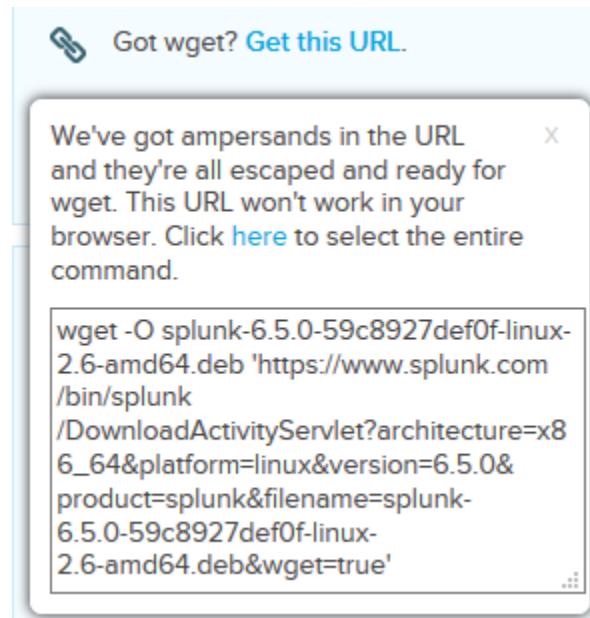 Got wget? Get this URL.
We've got ampersands in the URL x
and they're all escaped and ready for
wget. This URL won't work in your
browser. Click here to select the entire
command.
wget -O splunk-6.5.0-59c8927def0f-linux-
2.6-amd64.deb 'https://www.splunk.com
/bin/splunk
/DownloadActivityServlet?architecture=x8
6_64&platform=linux&version=6.5.0&
product=splunk&filename=splunk-
6.5.0-59c8927def0f-linux-
2.6-amd64.deb&wget=true'